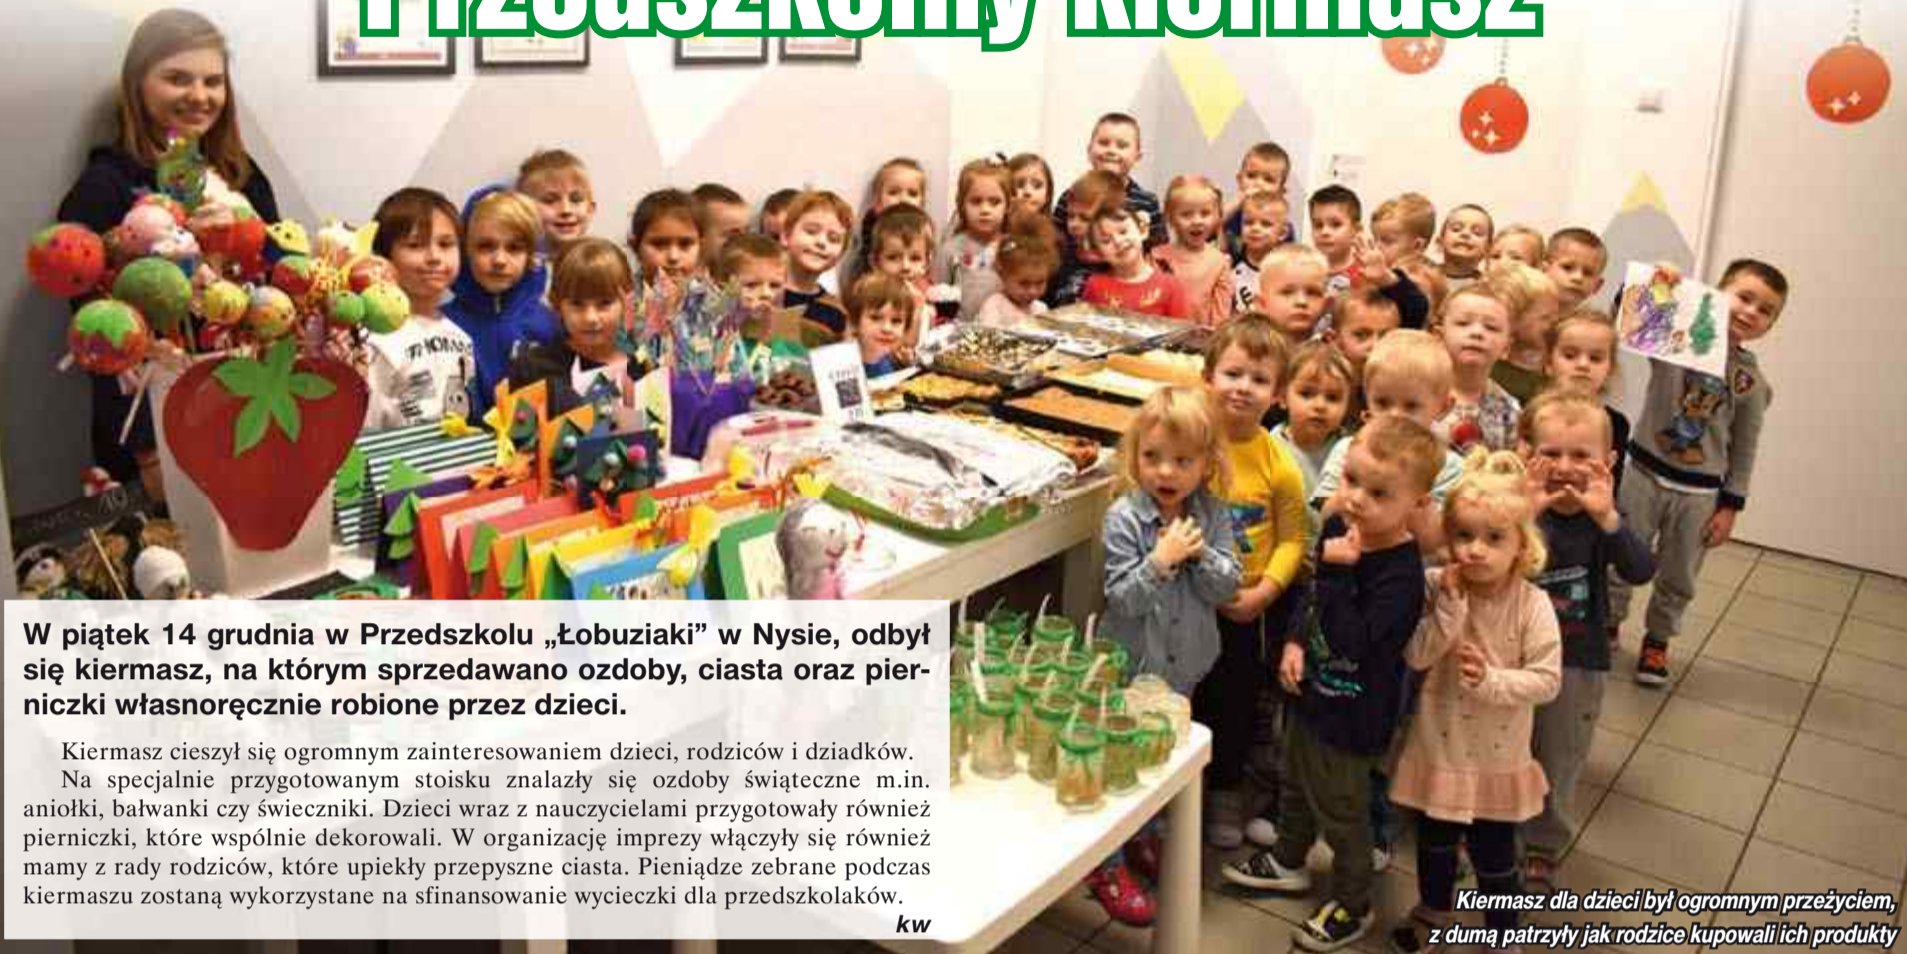 Przedszkolny Kiermasz
THOMAS
W piątek 14 grudnia w Przedszkolu „Łobuziaki” w Nysie, odbył
się kiermasz, na którym sprzedawano ozdoby, ciasta oraz pier-
niczki własnoręcznie robione przez dzieci.
Kiermasz cieszył się ogromnym zainteresowaniem dzieci, rodziców i dziadków.
Na specjalnie przygotowanym stoisku znalazły się ozdoby świąteczne m.in.
aniołki, bałwanki czy świeczniki. Dzieci wraz z nauczycielami przygotowały również
pierniczki, które wspólnie dekorowali. W organizację imprezy włączyły się również
mamy z rady rodziców, które upiekły przepyszne ciasta. Pieniądze zebrane podczas
kiermaszu zostaną wykorzystane na sfinansowanie wycieczki dla przedszkolaków.
kw
Kiermasz dla dzieci był ogromnym przeżyciem,
z dumą patrzyły jak rodzice kupowali ich produkty